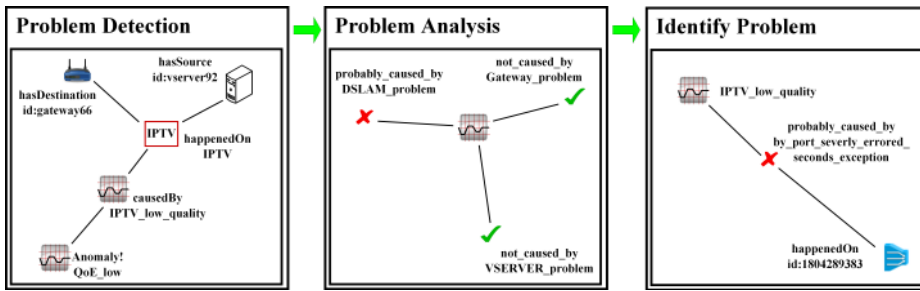 Problem Detection
hasSource
id:vserver92
hasDestination
id:gateway66
IPTV
happenedOn
IPTV
causedBy
IPTV_low_quality
Anomaly!
QoE_low
Problem Analysis
not_caused_by
Gateway_problem
probably_caused_by
DSLAM_problem
not_caused_by
VSERVER_problem
Identify Problem
IPTV_low_quality
probably_caused_by
by_port_severly_errored_
seconds_exception
happenedOn
id:1804289383